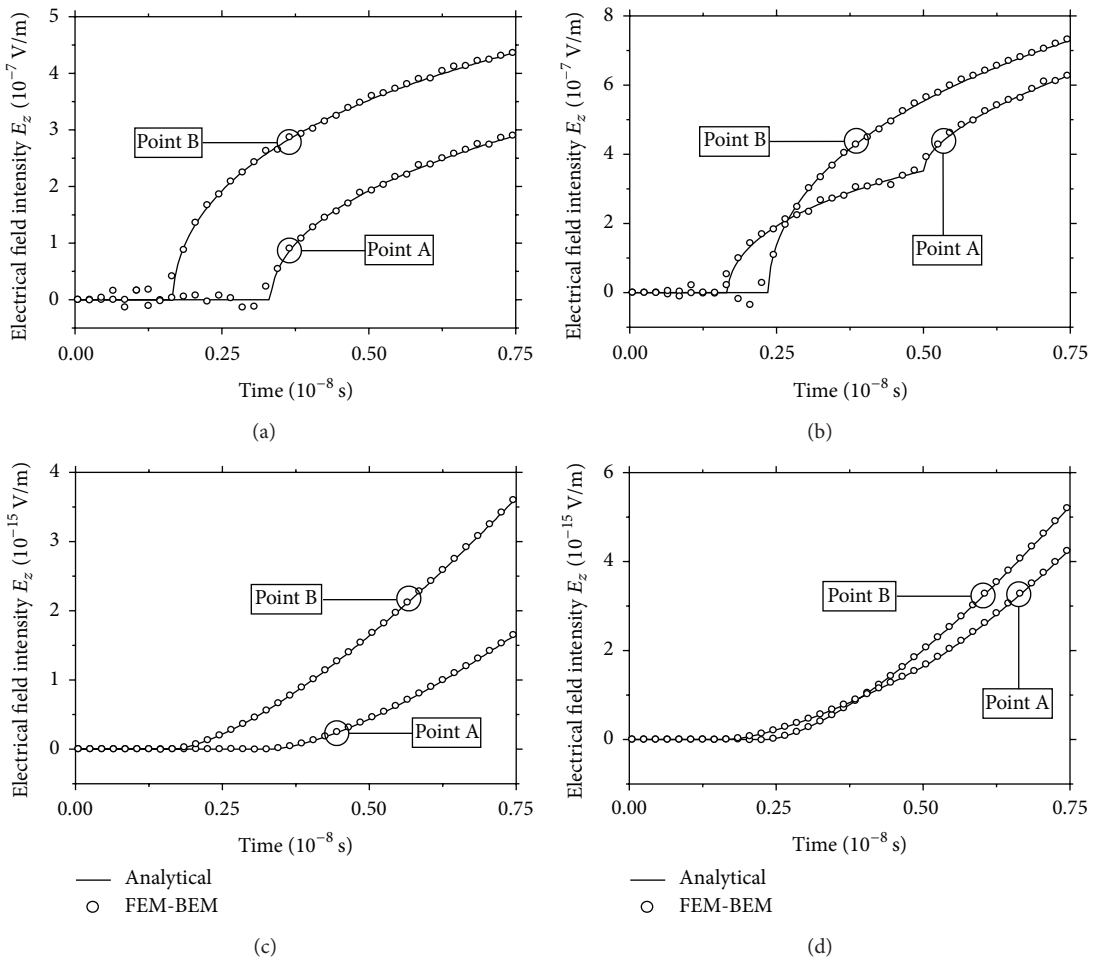 5
4
3
2
1
0
Electrical field intensity E_z (10⁻⁷ V/m)
Point B
Point A
0.00
0.25
0.50
0.75
Time (10⁻⁸ s)
(a)
8
6
4
2
0
Electrical field intensity E_z (10⁻⁷ V/m)
Point B
Point A
0.00
0.25
0.50
0.75
Time (10⁻⁸ s)
(b)
4
3
2
1
0
Electrical field intensity E_z (10⁻¹⁵ V/m)
Point B
Point A
0.00
0.25
0.50
0.75
Time (10⁻⁸ s)
Analytical
FEM-BEM
(c)
6
4
2
0
Electrical field intensity E_z (10⁻¹⁵ V/m)
Point B
Point A
0.00
0.25
0.50
0.75
Time (10⁻⁸ s)
Analytical
FEM-BEM
(d)